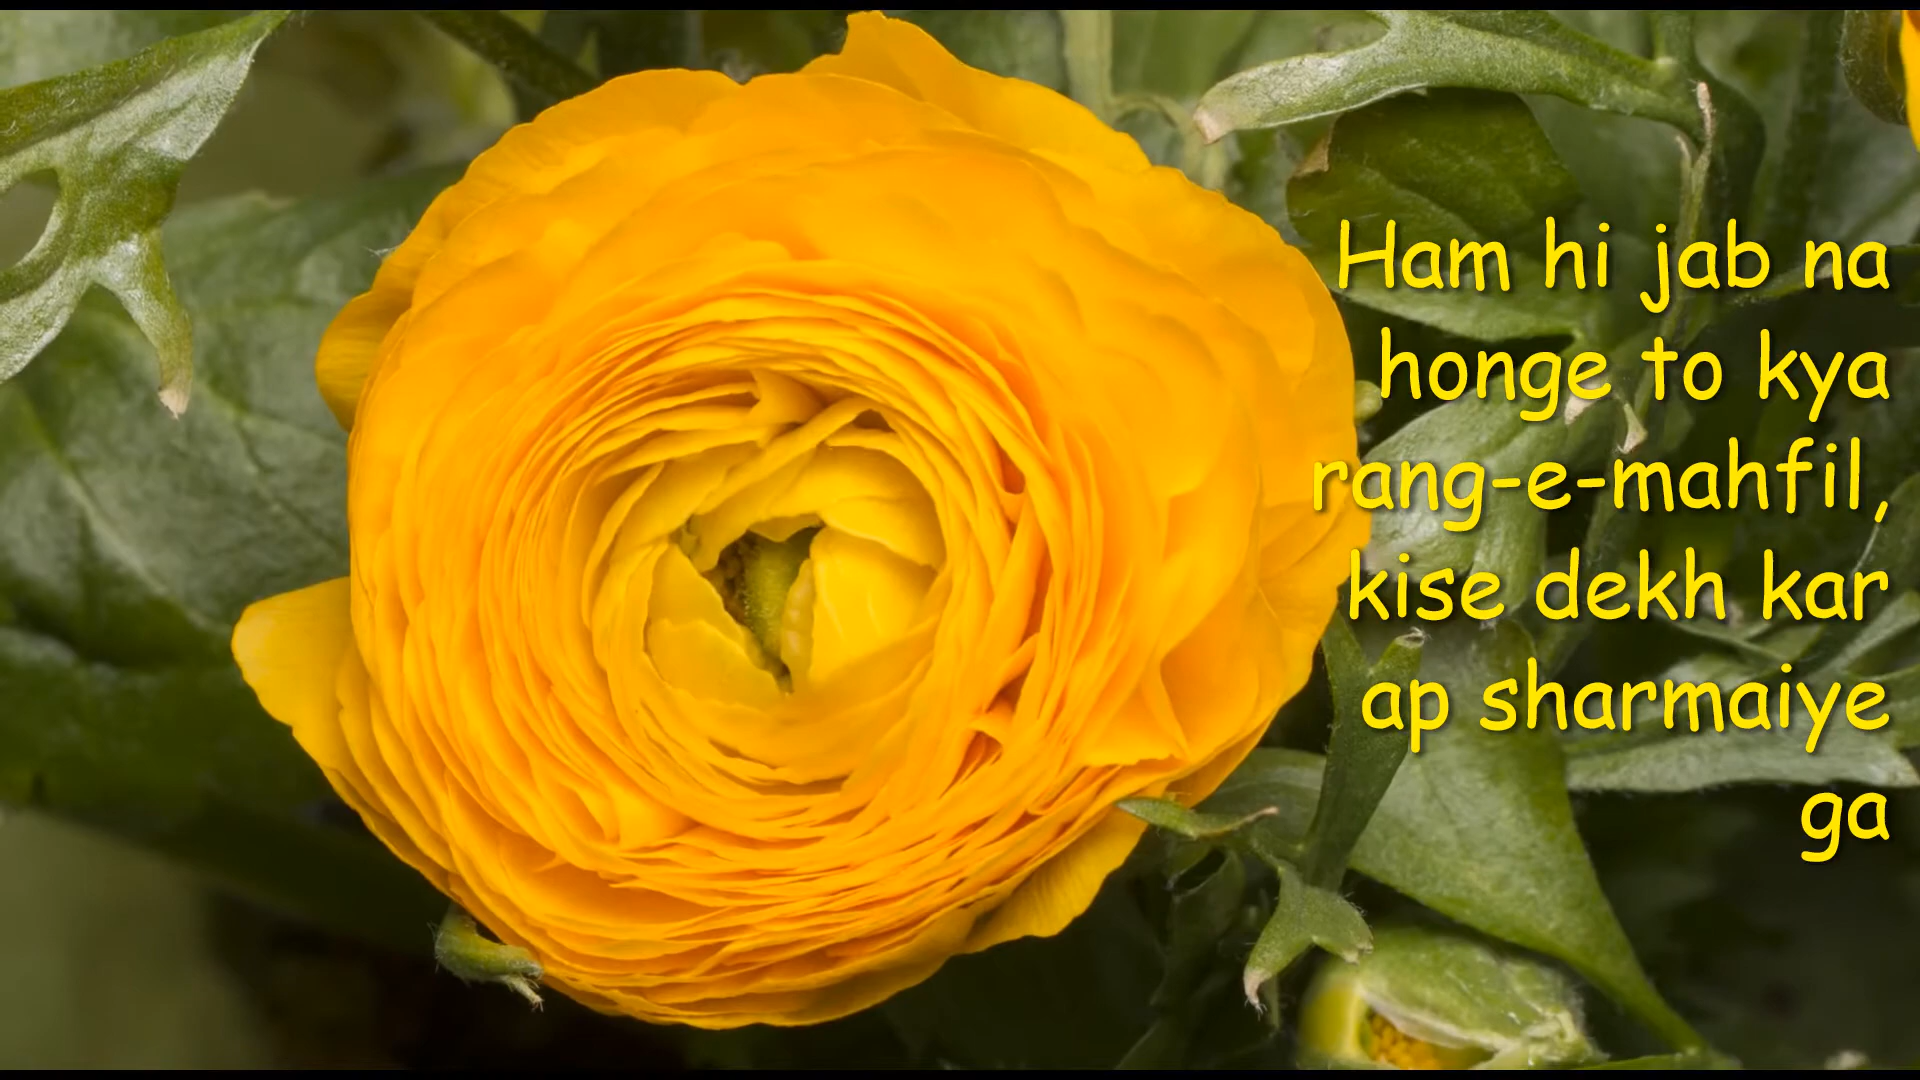 Ham hi jab na
honge to kya
rang-e-mahfil,
kise dekh kar
ap sharmaiye
ga